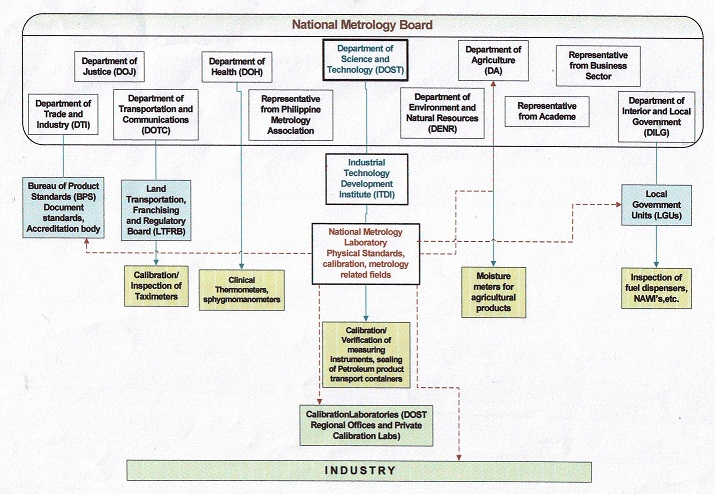 National Metrology Board
Department of
Justice (DOJ)
Department of
Health (DOH)
Department of
Science and
Technology (DOST)
Department of
Agriculture
(DA)
Representative
from Business
Sector
Department of
Trade and
Industry (DTI)
Department of
Transportation and
Communications
(DOTC)
Representative
from Philippine
Metrology
Association
Department of
Environment and
Natural Resources
(DENR)
Representative
from Academe
Department of
Interior and Local
Government
(DILG)
Bureau of Product
Standards (BPS)
Document
standards,
Accreditation body
Land
Transportation,
Franchising
and Regulatory
Board (LTFRB)
Industrial
Technology
Development
Institute (ITDI)
Local
Government
Units (LGUs)
National Metrology
Laboratory
Physical Standards,
calibration, metrology
related fields
Calibration/
Inspection of
Taximeters
Clinical
Thermometers,
sphygmomanometers
Moisture
meters for
agricultural
products
Inspection of
fuel dispensers,
NAWI's,etc.
Calibration/
Verification of
measuring
instruments, sealing
of Petroleum product
transport containers
CalibrationLaboratories (DOST
Regional Offices and Private
Calibration Labs)
INDUSTRY